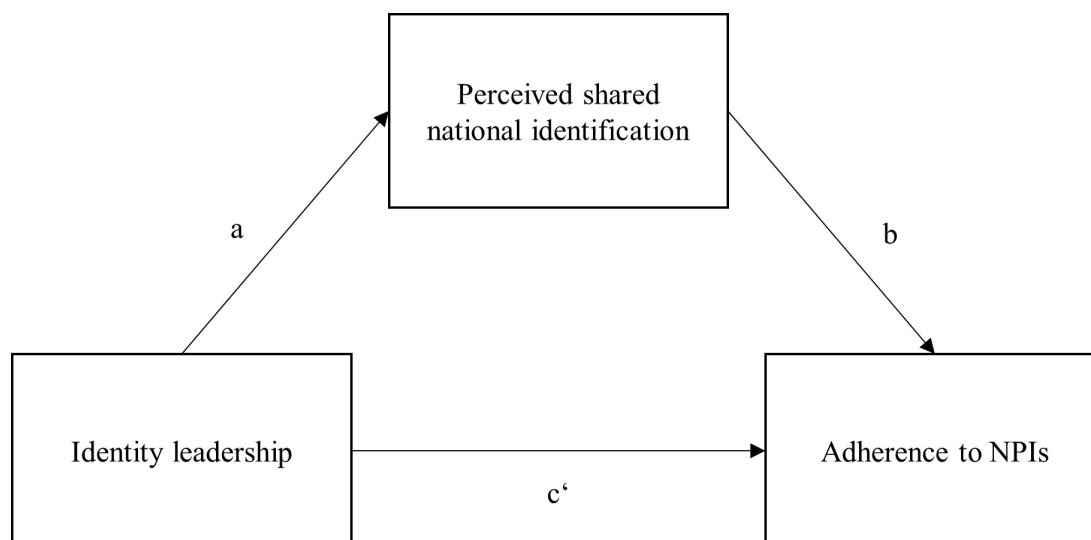 Perceived shared
national identification
a
b
Identity leadership
Adherence to NPIs
c‘